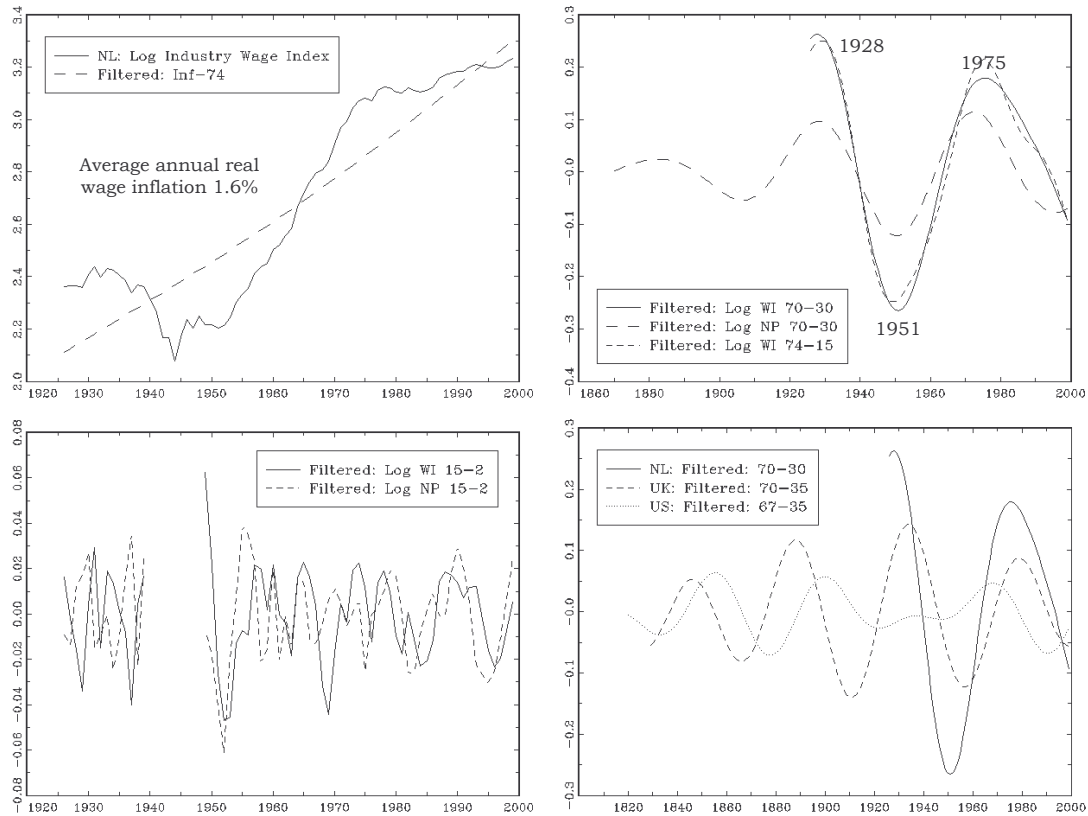 NL: Log Industry Wage Index
Filtered: Inf-74
Average annual real
wage inflation 1.6%
3.4
3.2
3.0
2.8
2.6
2.4
2.2
2.0
1920 1930 1940 1950 1960 1970 1980 1990 2000
1928
1975
1951
Filtered: Log WI 70-30
Filtered: Log NP 70-30
Filtered: Log WI 74-15
0.3
0.2
0.1
-0.0
-0.1
-0.2
-0.3
-0.4
1860 1880 1900 1920 1940 1960 1980 2000
Filtered: Log WI 15-2
Filtered: Log NP 15-2
0.08
0.06
0.04
0.02
-0.00
-0.02
-0.04
-0.06
-0.08
1920 1930 1940 1950 1960 1970 1980 1990 2000
NL: Filtered: 70-30
UK: Filtered: 70-35
US: Filtered: 67-35
0.3
0.2
0.1
-0.0
-0.1
-0.2
-0.3
1820 1840 1860 1880 1900 1920 1940 1960 1980 2000